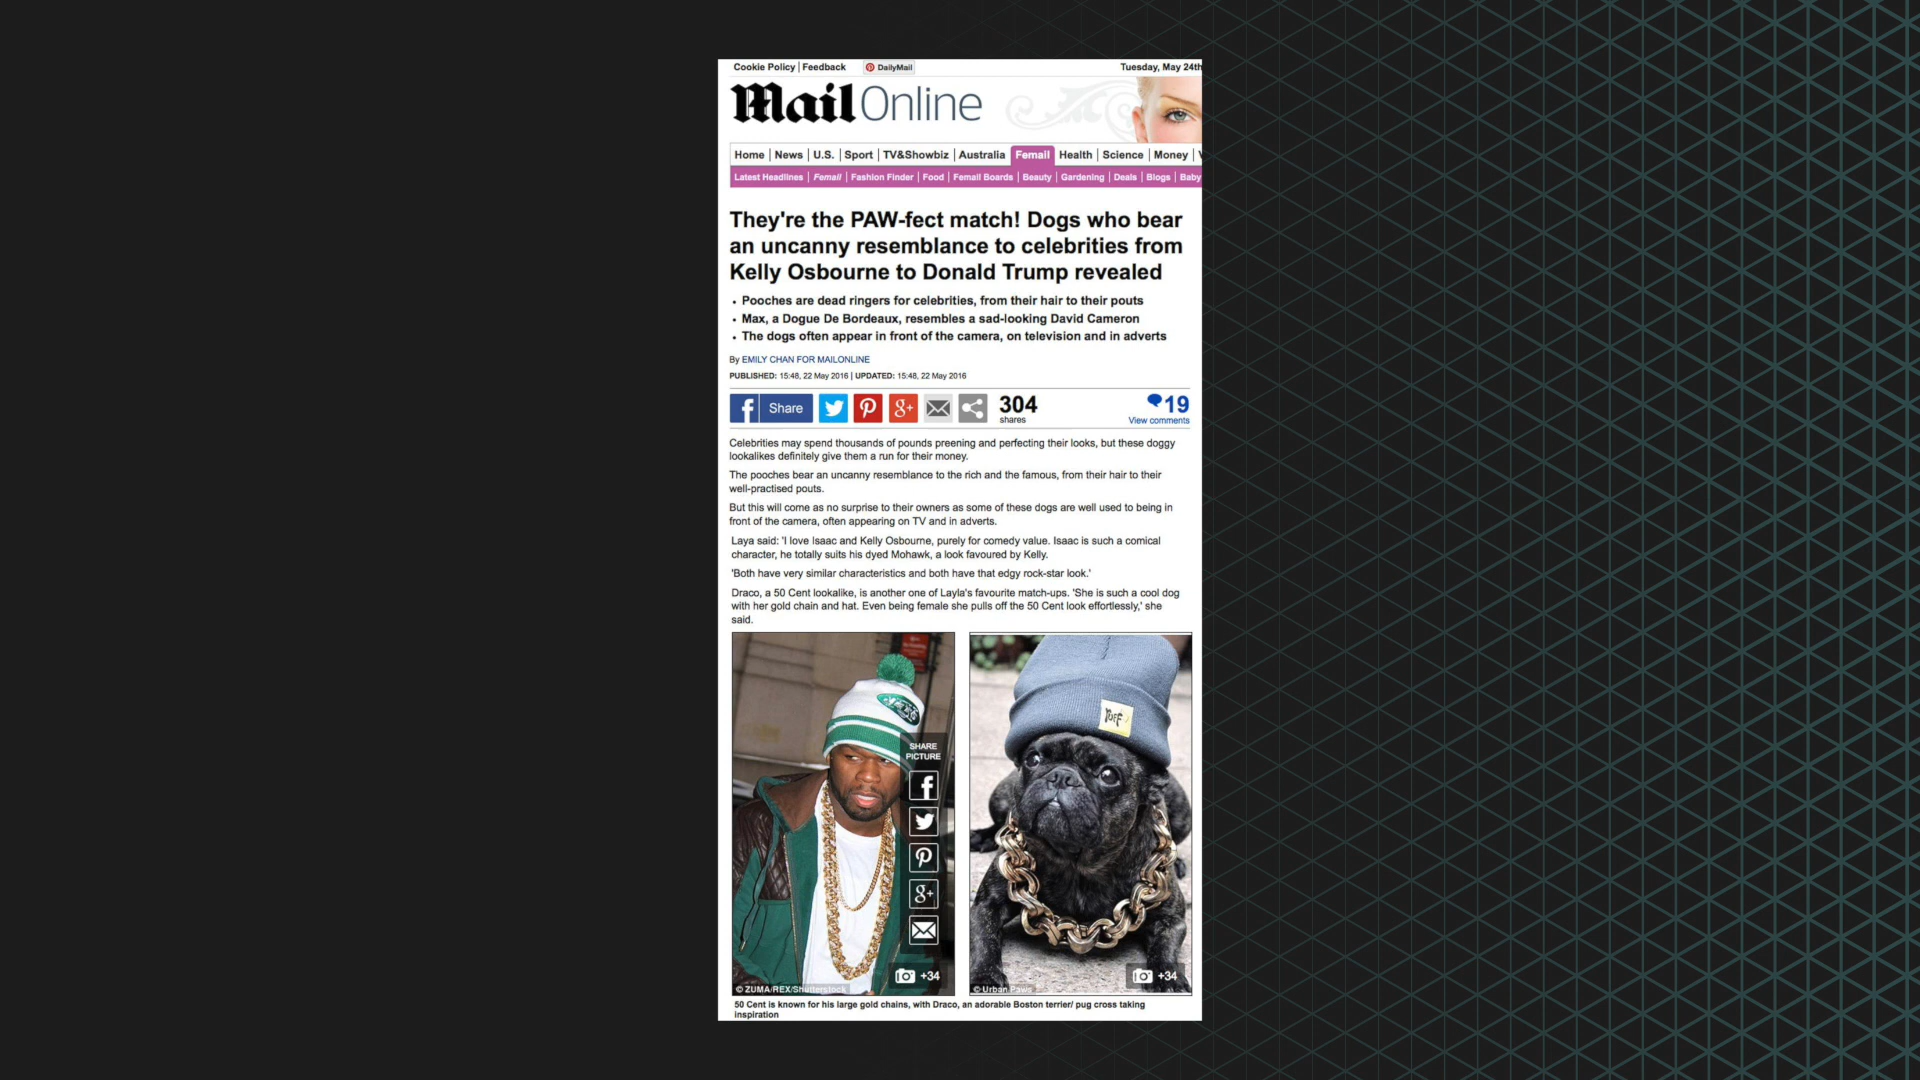 Cookie Policy | Feedback DailyMail Tuesday, May 24th
Mail Online
Home | News | U.S. | Sport | TV&Showbiz | Australia | Femail | Health | Science | Money |
Latest Headlines | Femail | Fashion Finder | Food | Femail Boards | Beauty | Gardening | Deals | Blogs | Baby
They're the PAW-fect match! Dogs who bear
an uncanny resemblance to celebrities from
Kelly Osbourne to Donald Trump revealed
• Pooches are dead ringers for celebrities, from their hair to their pouts
• Max, a Dogue De Bordeaux, resembles a sad-looking David Cameron
• The dogs often appear in front of the camera, on television and in adverts
By EMILY CHAN FOR MAILONLINE
PUBLISHED: 15:48, 22 May 2016 | UPDATED: 15:48, 22 May 2016
Share 304 19
shares View comments
Celebrities may spend thousands of pounds preening and perfecting their looks, but these doggy
lookalikes definitely give them a run for their money.
The pooches bear an uncanny resemblance to the rich and the famous, from their hair to their
well-practised pouts.
But this will come as no surprise to their owners as some of these dogs are well used to being in
front of the camera, often appearing on TV and in adverts.
Laya said: 'I love Isaac and Kelly Osbourne, purely for comedy value. Isaac is such a comical
character, he totally suits his dyed Mohawk, a look favoured by Kelly.
'Both have very similar characteristics and both have that edgy rock-star look.'
Draco, a 50 Cent lookalike, is another one of Layla's favourite match-ups. 'She is such a cool dog
with her gold chain and hat. Even being female she pulls off the 50 Cent look effortlessly,' she
said.
JETS
SHARE
PICTURE
+34
© ZUMA/REX/Shutterstock
+34
© Urban Paws
50 Cent is known for his large gold chains, with Draco, an adorable Boston terrier/ pug cross taking
inspiration